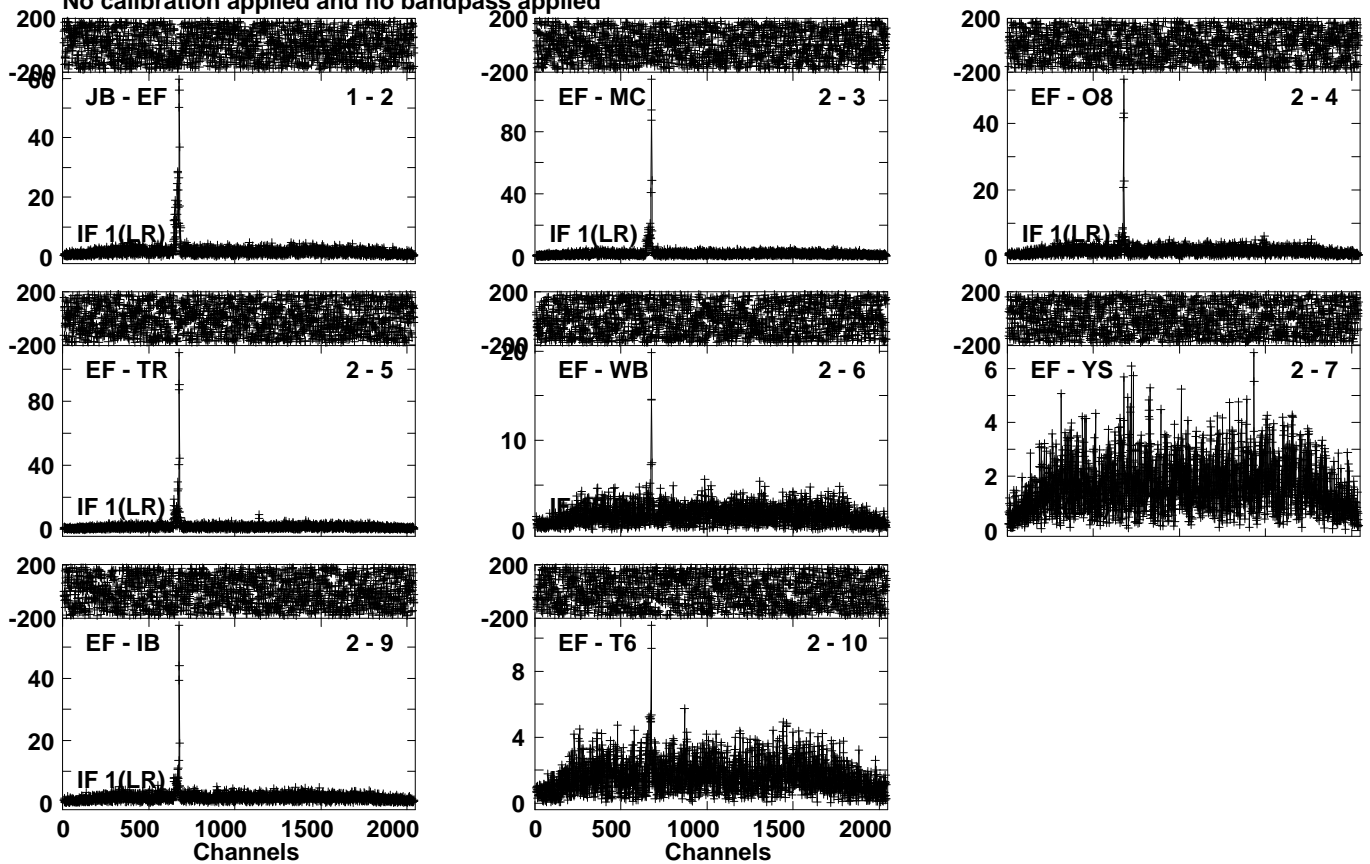 No calibration applied and no bandpass applied
200
-200
60
40
20
0
JB - EF 1 - 2
IF 1(LR)
200
-200
80
40
0
EF - MC 2 - 3
IF 1(LR)
200
-200
40
20
0
EF - O8 2 - 4
IF 1(LR)
200
-200
80
40
0
EF - TR 2 - 5
IF 1(LR)
200
-200
20
10
0
EF - WB 2 - 6
IF
200
-200
6
4
2
0
EF - YS 2 - 7
200
-200
40
20
0
EF - IB 2 - 9
IF 1(LR)
0 500 1000 1500 2000
Channels
200
-200
8
4
0
EF - T6 2 - 10
0 500 1000 1500 2000
Channels